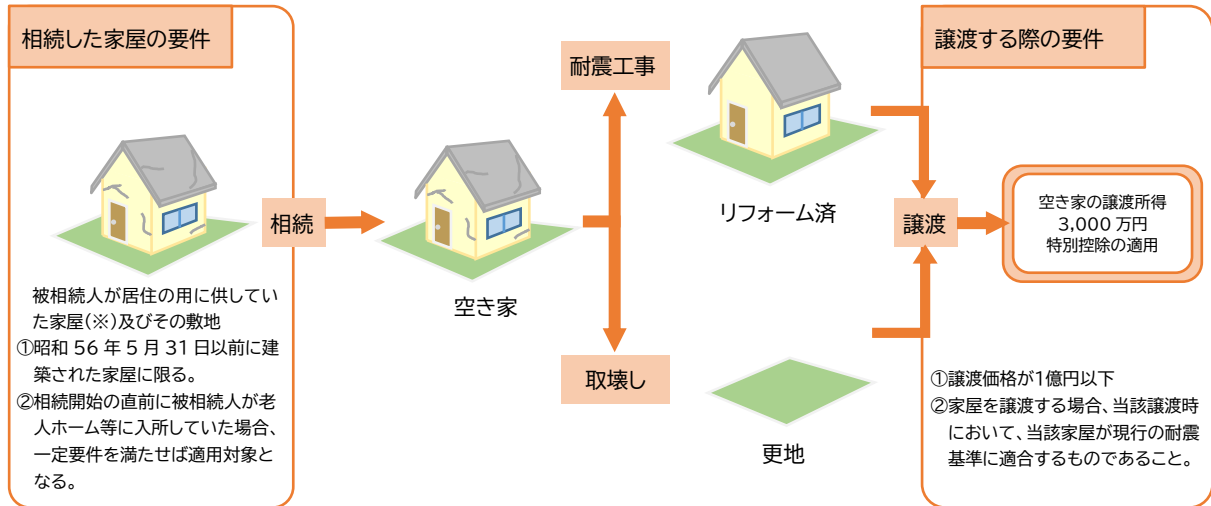 相続した家屋の要件
被相続人が居住の用に供してい
た家屋(※)及びその敷地
①昭和 56 年 5 月 31 日以前に建
築された家屋に限る。
②相続開始の直前に被相続人が老
人ホーム等に入所していた場合、
一定要件を満たせば適用対象と
なる。
相続
空き家
耐震工事
取壊し
リフォーム済
更地
譲渡する際の要件
譲渡
空き家の譲渡所得
3,000 万円
特別控除の適用
①譲渡価格が1億円以下
②家屋を譲渡する場合、当該譲渡時
において、当該家屋が現行の耐震
基準に適合するものであること。